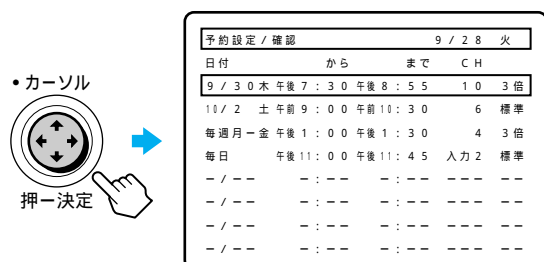 予約設定/確認 9/28 火
日付 から まで CH
•カーソル
9/30木 午後7:30 午後8:55 10 3倍
10/2 土 午前9:00 午前10:30 6 標準
毎週月ー金 午後1:00 午後1:30 4 3倍
毎日 午後11:00 午後11:45 入力2 標準
ー/ーー ー:ーー ー:ーー ーーー ーー
押ー決定
ー/ーー ー:ーー ー:ーー ーーー ーー
ー/ーー ー:ーー ー:ーー ーーー ーー
ー/ーー ー:ーー ー:ーー ーーー ーー